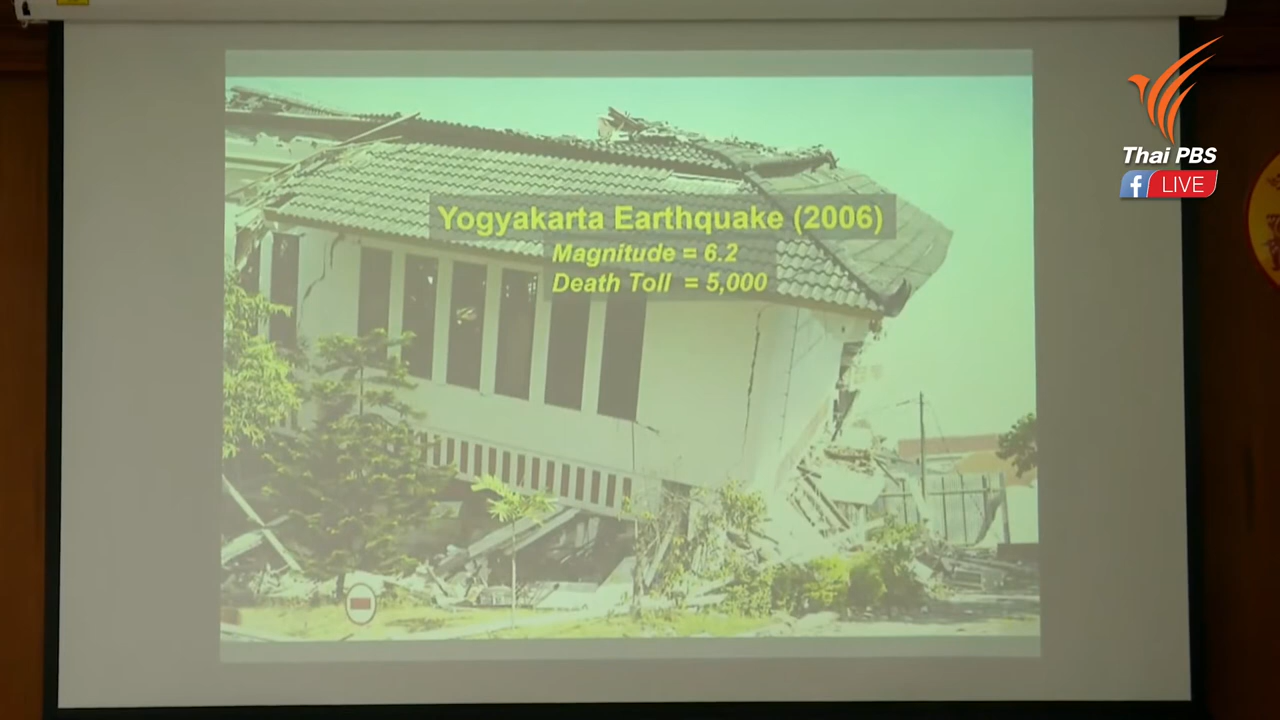 Yogyakarta Earthquake (2006)
Magnitude = 6.2
Death Toll = 5,000
Thai PBS
f LIVE